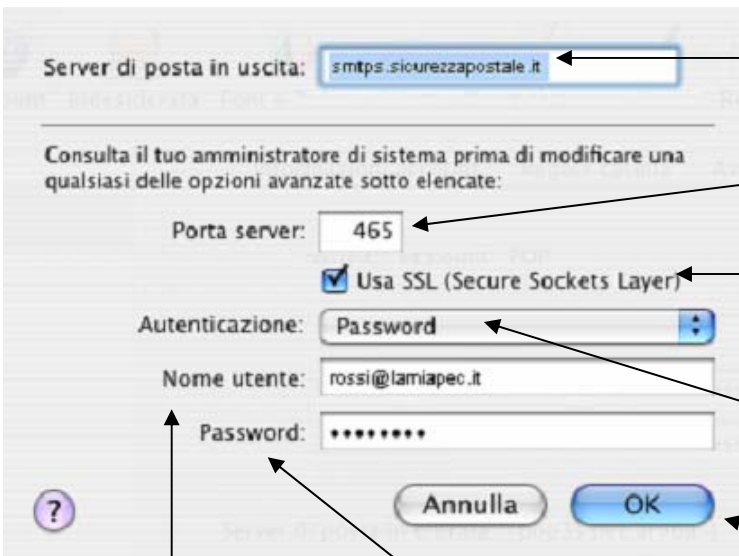 Server di posta in uscita: smtps.sicurezzapostale.it
Consulta il tuo amministratore di sistema prima di modificare una
qualsiasi delle opzioni avanzate sotto elencate:
Porta server: 465
Usa SSL (Secure Sockets Layer)
Autenticazione: Password
Nome utente: rossi@lamiapec.it
Password: ••••••••
? Annulla OK